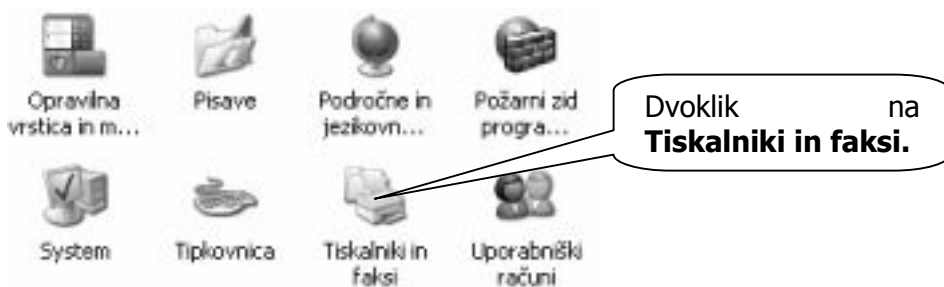 Opravilna
vrstica in m...
Pisave
Področne in
jezikovn...
Požarni zid
progra...
Dvoklik na
Tiskalniki in faksi.
System
Tipkovnica
Tiskalniki in
faksi
Uporabniški
računi